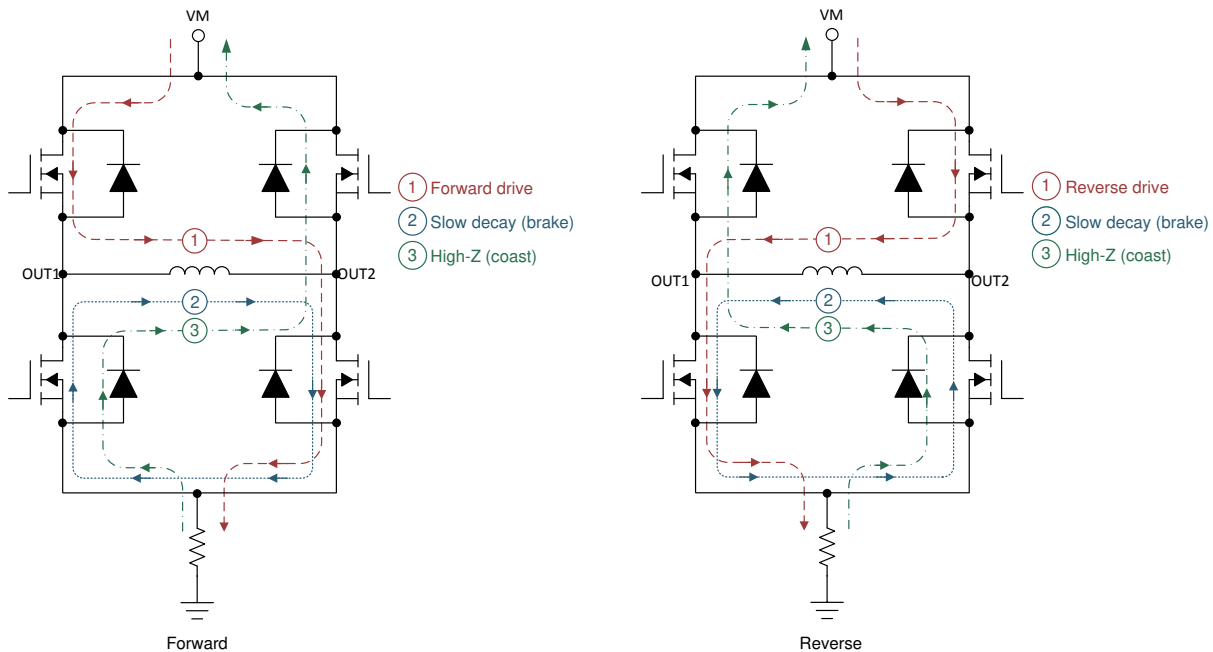 VM
1 Forward drive
2 Slow decay (brake)
3 High-Z (coast)
1
OUT1
OUT2
2
3
Forward
VM
1 Reverse drive
2 Slow decay (brake)
3 High-Z (coast)
1
OUT1
OUT2
2
3
Reverse